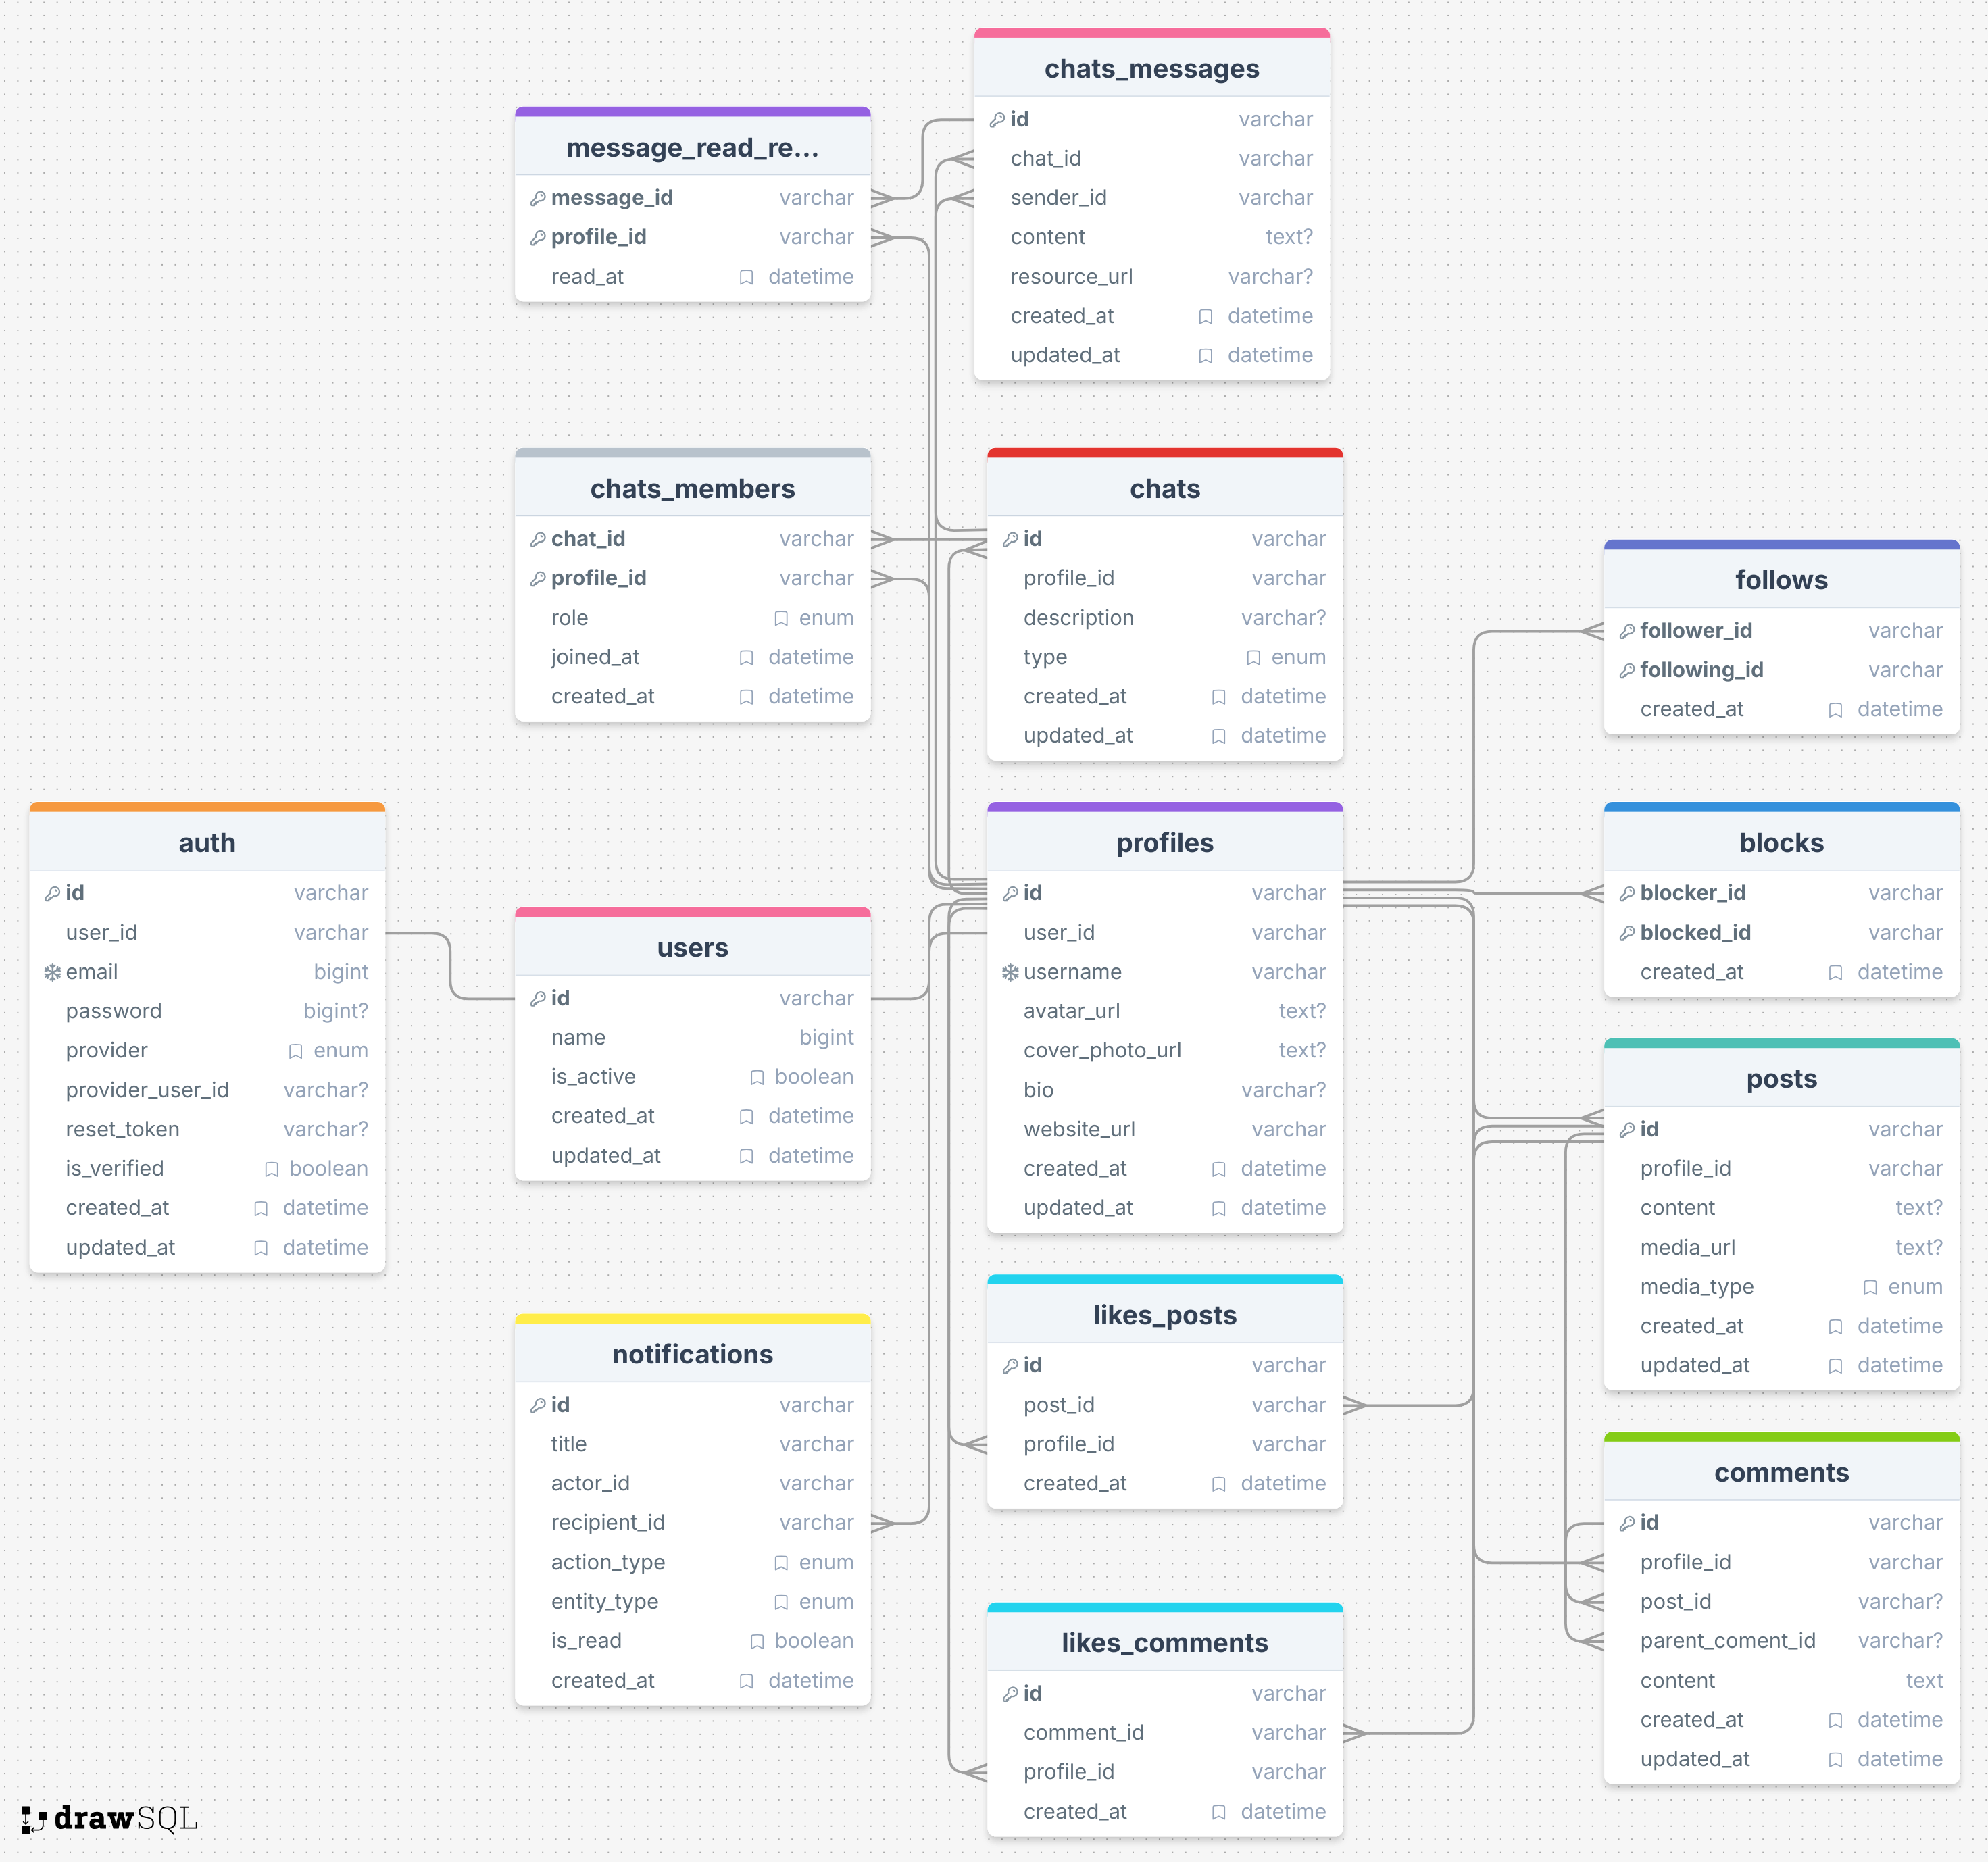 chats_messages
id varchar
chat_id varchar
sender_id varchar
content text?
resource_url varchar?
created_at datetime
updated_at datetime
message_read_re...
message_id varchar
profile_id varchar
read_at datetime
chats_members
chat_id varchar
profile_id varchar
role enum
joined_at datetime
created_at datetime
chats
id varchar
profile_id varchar
description varchar?
type enum
created_at datetime
updated_at datetime
follows
follower_id varchar
following_id varchar
created_at datetime
auth
id varchar
user_id varchar
email bigint
password bigint?
provider enum
provider_user_id varchar?
reset_token varchar?
is_verified boolean
created_at datetime
updated_at datetime
users
id varchar
name bigint
is_active boolean
created_at datetime
updated_at datetime
profiles
id varchar
user_id varchar
username varchar
avatar_url text?
cover_photo_url text?
bio varchar?
website_url varchar
created_at datetime
updated_at datetime
blocks
blocker_id varchar
blocked_id varchar
created_at datetime
posts
id varchar
profile_id varchar
content text?
media_url text?
media_type enum
created_at datetime
updated_at datetime
notifications
id varchar
title varchar
actor_id varchar
recipient_id varchar
action_type enum
entity_type enum
is_read boolean
created_at datetime
likes_posts
id varchar
post_id varchar
profile_id varchar
created_at datetime
likes_comments
id varchar
comment_id varchar
profile_id varchar
created_at datetime
comments
id varchar
profile_id varchar
post_id varchar?
parent_coment_id varchar?
content text
created_at datetime
updated_at datetime
drawSQL